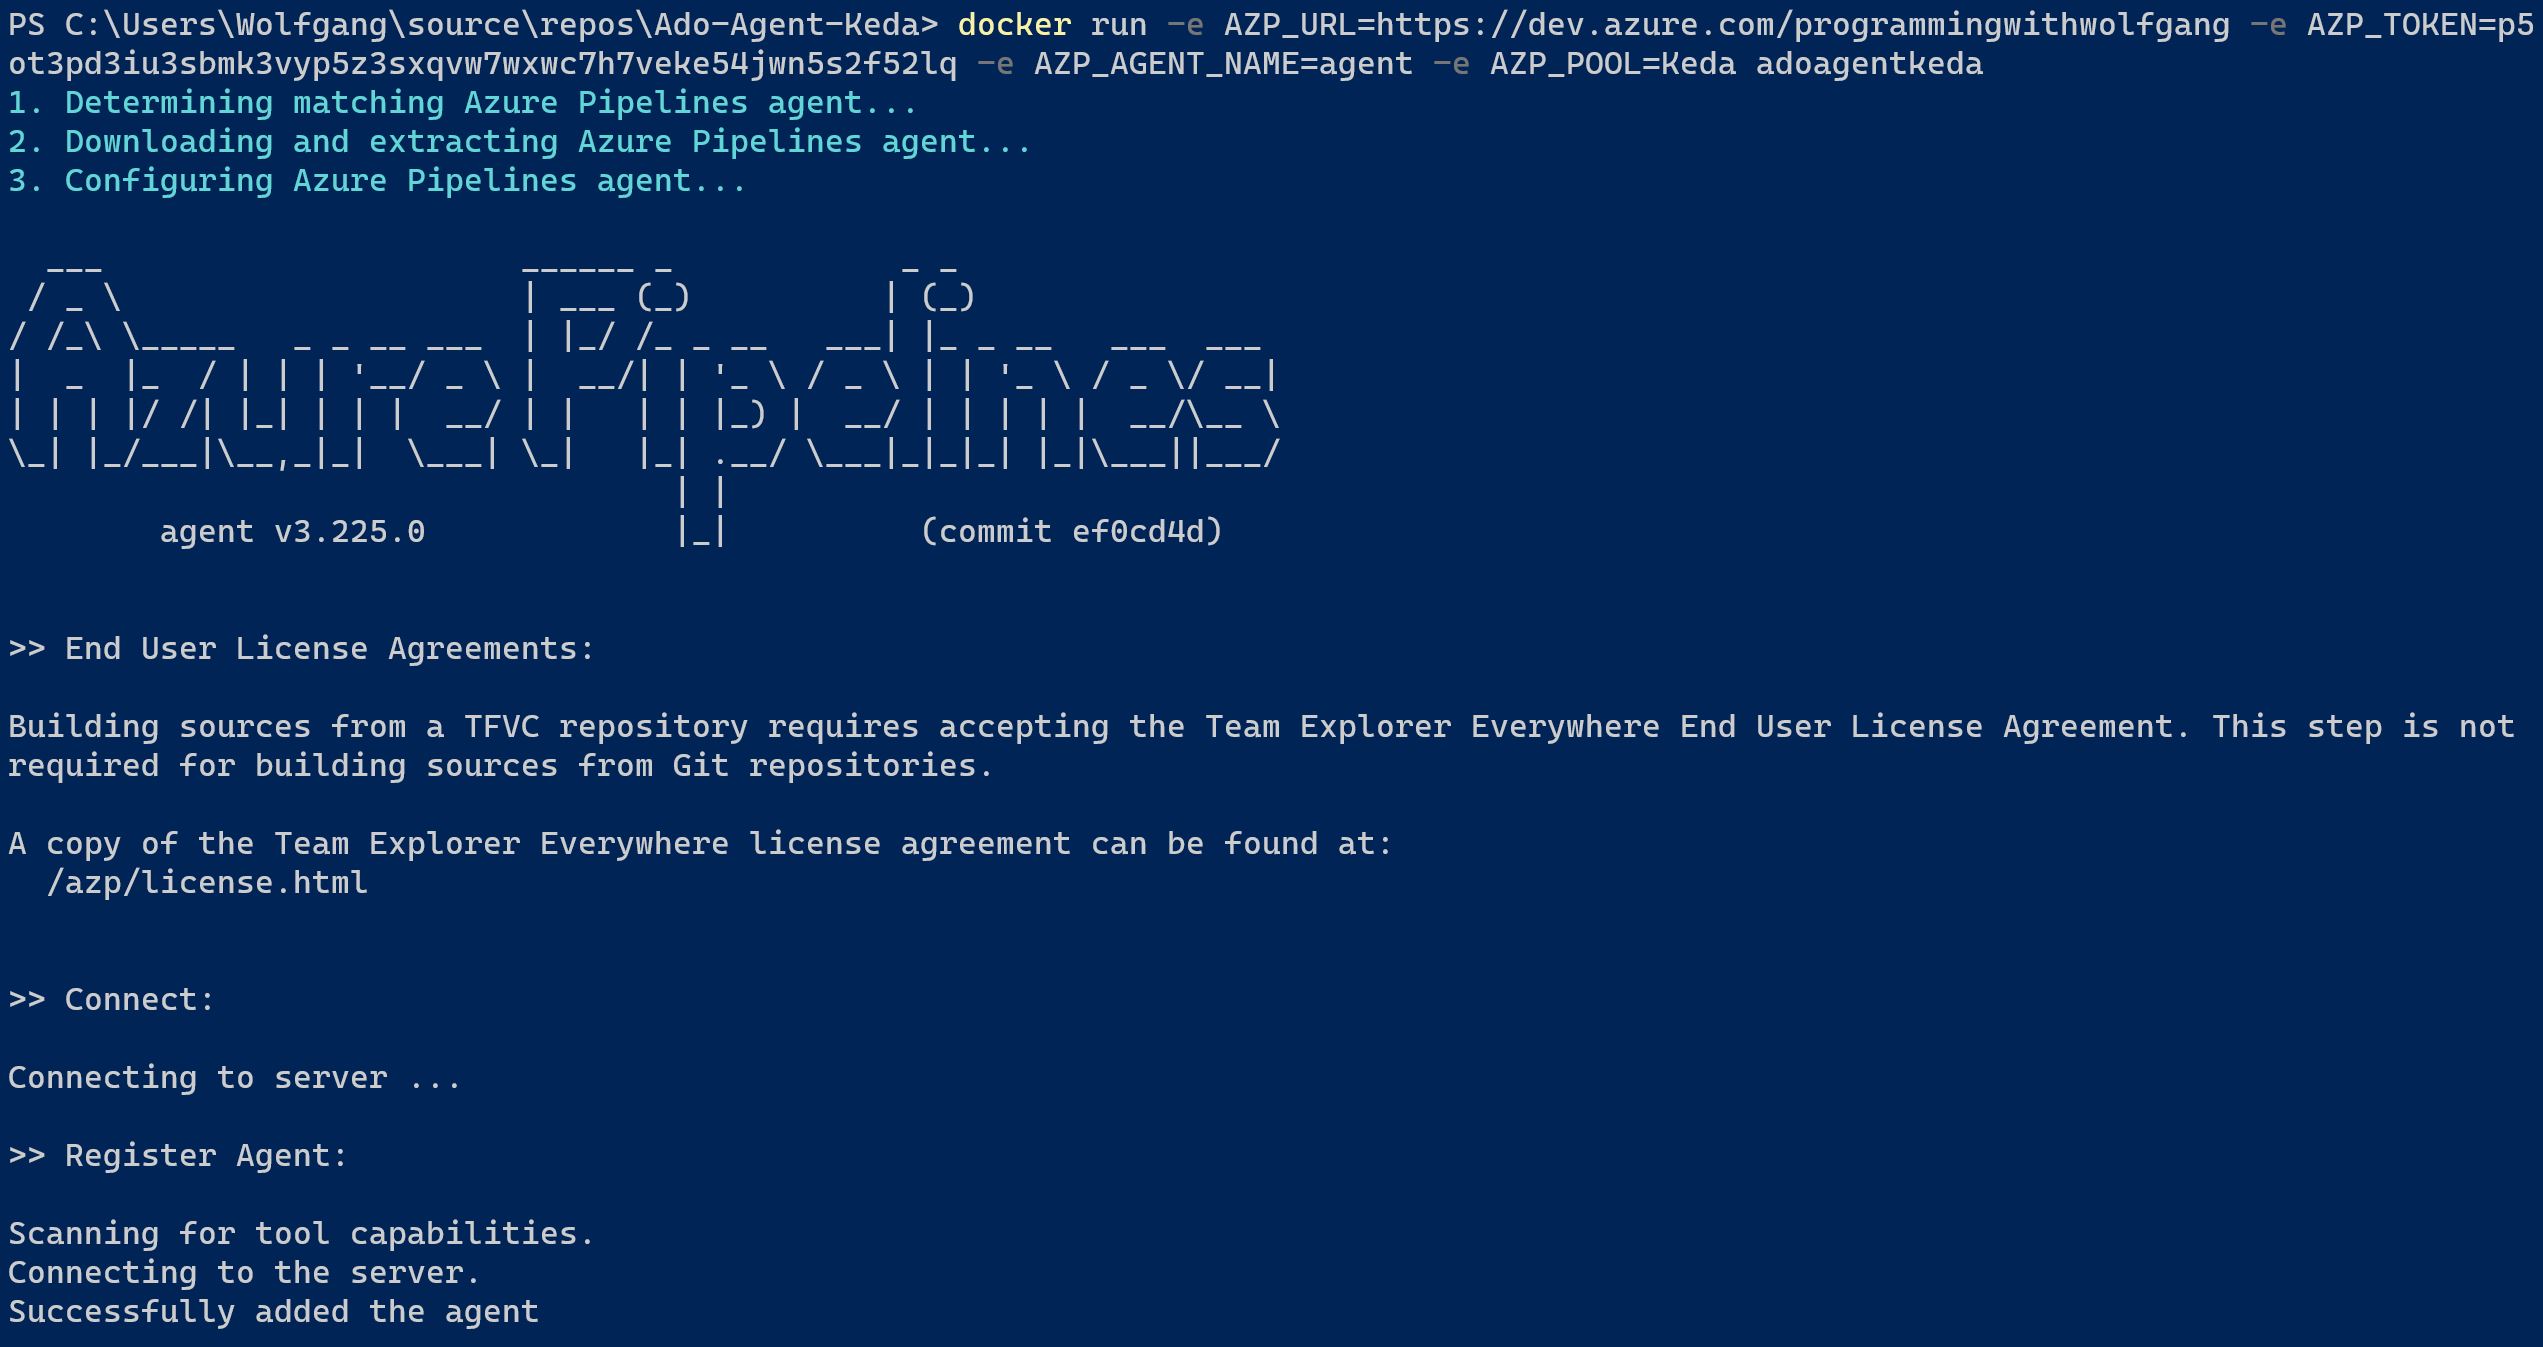 PS C:\Users\Wolfgang\source\repos\Ado-Agent-Keda> docker run -e AZP_URL=https://dev.azure.com/programmingwithwolfgang -e AZP_TOKEN=p5
ot3pd3iu3sbmk3vyp5z3sxqvw7wxwc7h7veke54jwn5s2f52lq -e AZP_AGENT_NAME=agent -e AZP_POOL=Keda adoagentkeda
1. Determining matching Azure Pipelines agent...
2. Downloading and extracting Azure Pipelines agent...
3. Configuring Azure Pipelines agent...
Azure Pipelines
agent v3.225.0 (commit ef0cd4d)
>> End User License Agreements:
Building sources from a TFVC repository requires accepting the Team Explorer Everywhere End User License Agreement. This step is not
required for building sources from Git repositories.
A copy of the Team Explorer Everywhere license agreement can be found at:
/azp/license.html
>> Connect:
Connecting to server ...
>> Register Agent:
Scanning for tool capabilities.
Connecting to the server.
Successfully added the agent